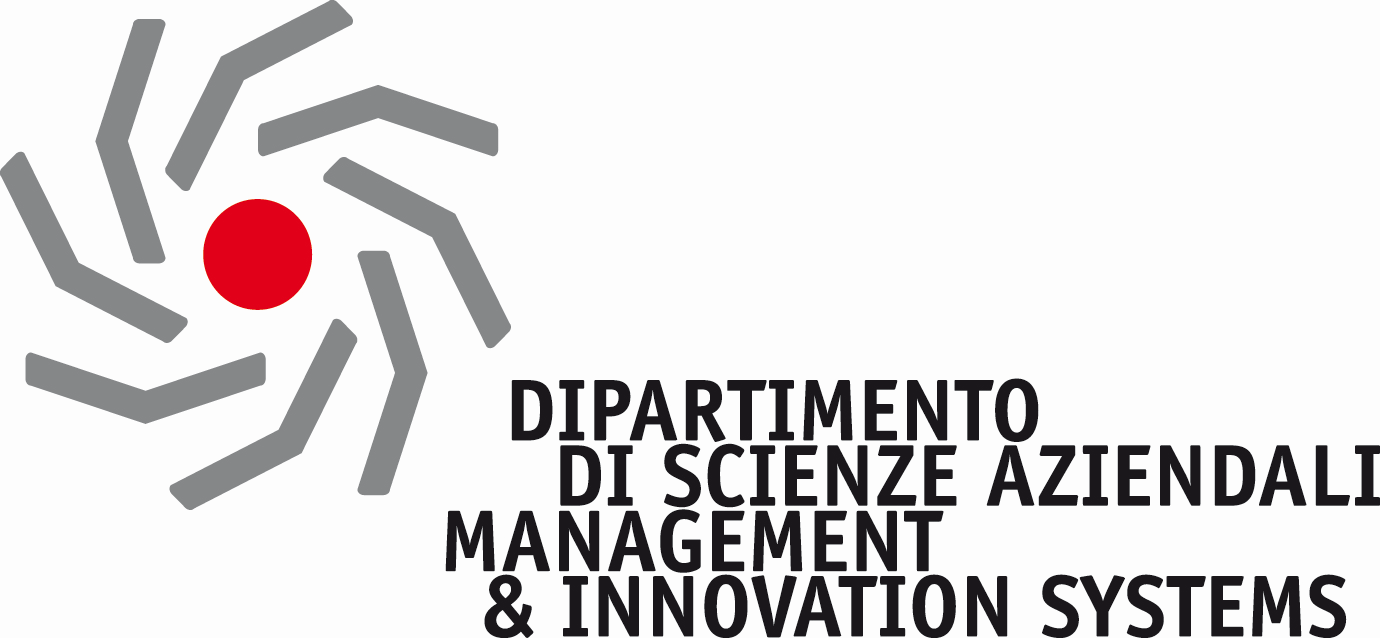 DIPARTIMENTO
DI SCIENZE AZIENDALI
MANAGEMENT
& INNOVATION SYSTEMS